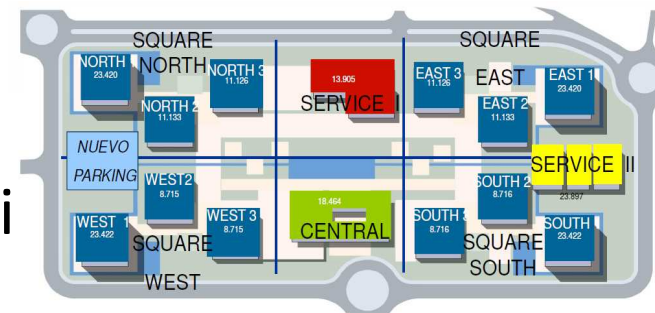 SQUARE
NORTH
NORTH 1
23.420
NORTH 3
11.126
NORTH 2
11.133
13.905
SERVICE I
SQUARE
EAST
EAST 3
11.126
EAST 1
23.420
EAST 2
11.133
NUEVO
PARKING
SERVICE II
23.897
WEST2
8.715
WEST 1
23.422
WEST 3
8.715
SQUARE
WEST
18.464
CENTRAL
SOUTH 2
8.716
SOUTH 3
8.716
SOUTH
23.422
SQUARE
SOUTH
i